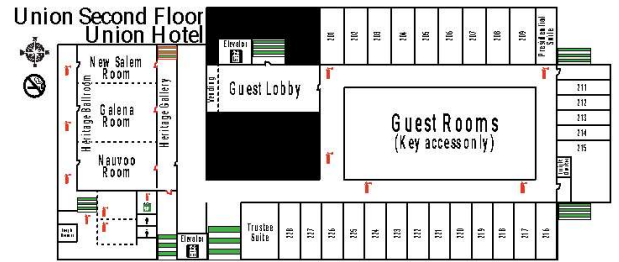 Union Second Floor
Union Hotel
Elevator
201
202
203
204
205
206
207
208
209
Presidential
Suite
New Salem
Room
Heritage Ballroom
Galena
Room
Heritage Gallery
Nauvoo
Room
Vending
Guest Lobby
Guest Rooms
(Key accessonly)
211
212
213
214
215
Elevator
Trustee
Suite
228
227
226
225
224
223
222
221
220
219
218
217
216